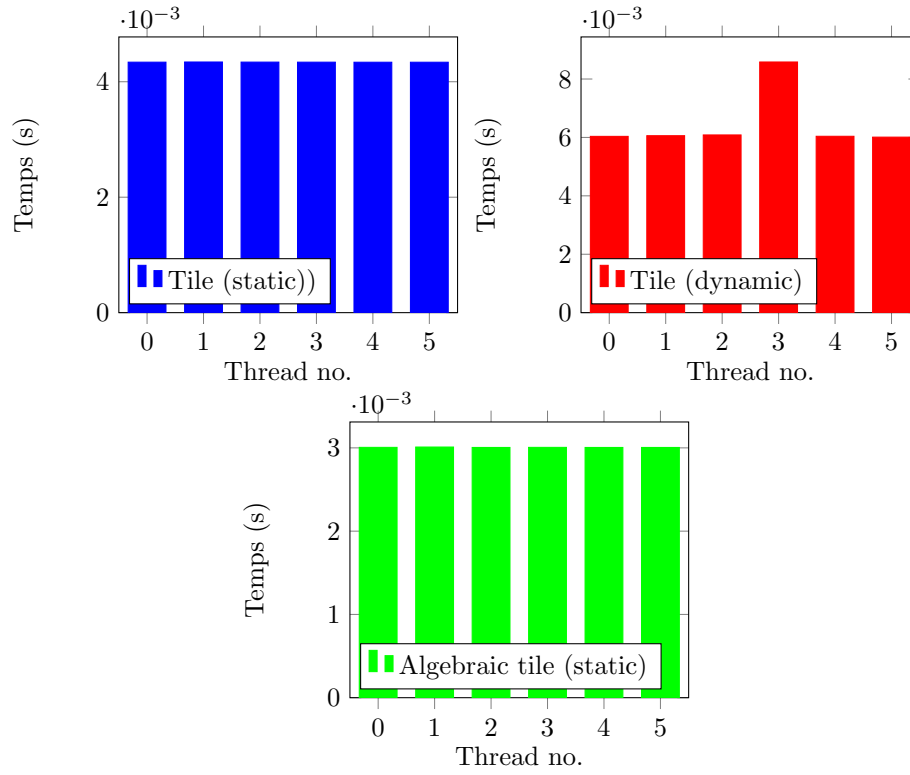 ·10⁻³
4
2
0
Temps (s)
Tile (static))
0 1 2 3 4 5
Thread no.
·10⁻³
8
6
4
2
0
Temps (s)
Tile (dynamic)
0 1 2 3 4 5
Thread no.
·10⁻³
3
2
1
0
Temps (s)
Algebraic tile (static)
0 1 2 3 4 5
Thread no.